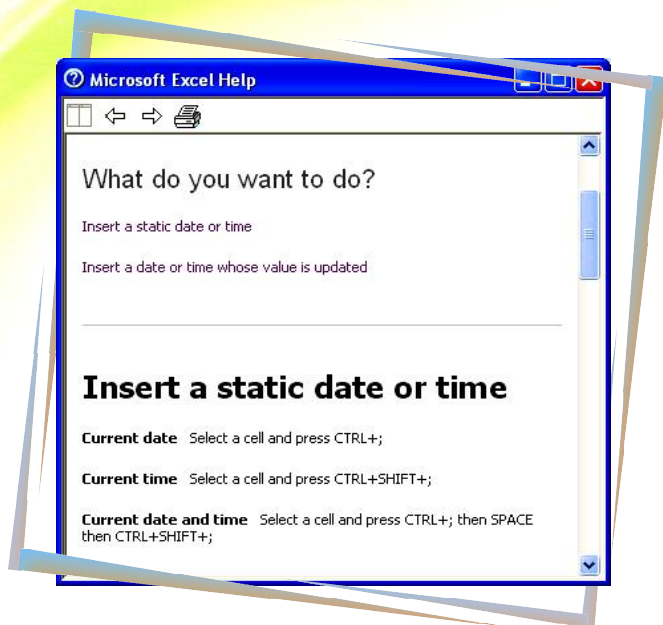 Microsoft Excel Help
What do you want to do?
Insert a static date or time
Insert a date or time whose value is updated
Insert a static date or time
Current date Select a cell and press CTRL+;
Current time Select a cell and press CTRL+SHIFT+;
Current date and time Select a cell and press CTRL+; then SPACE
then CTRL+SHIFT+;